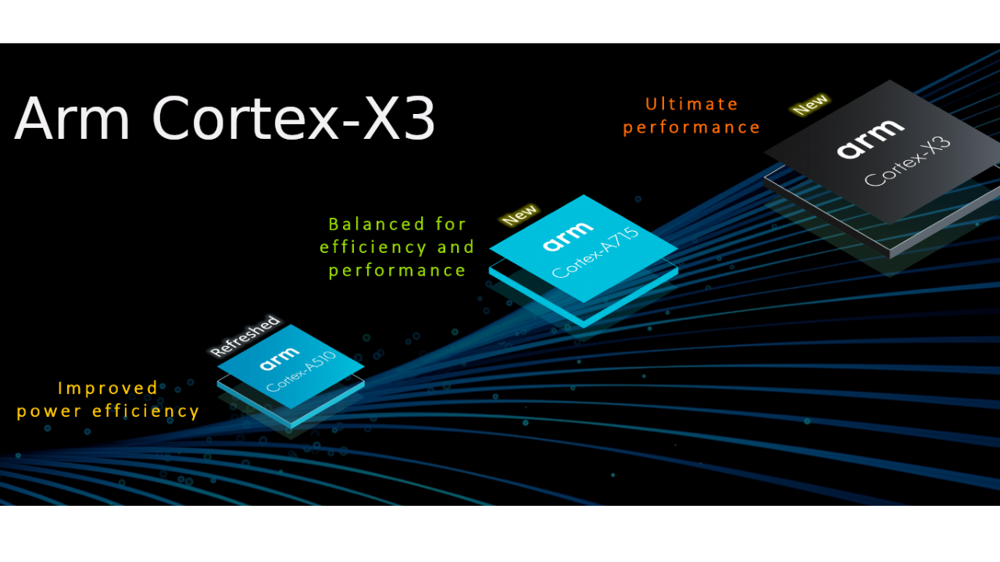 Arm Cortex-X3
Ultimate
performance
New
arm
Cortex-X3
Balanced for
efficiency and
performance
New
arm
Cortex-A715
Improved
power efficiency
Refreshed
arm
Cortex-A510